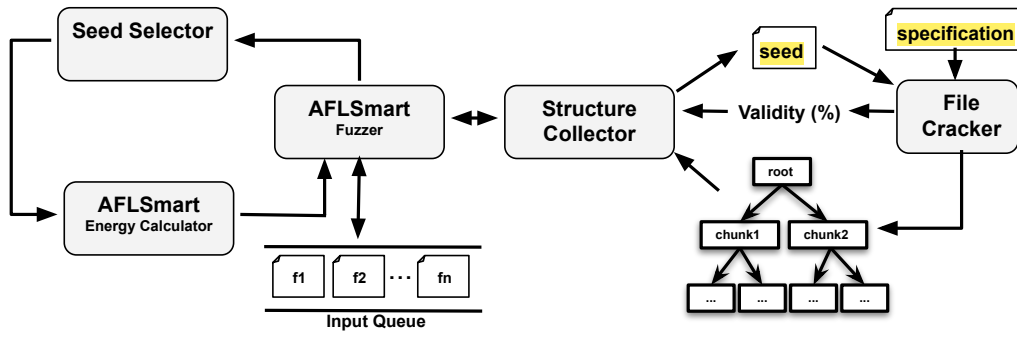 Seed Selector
AFLSmart
Energy Calculator
AFLSmart
Fuzzer
f1
f2
...
fn
Input Queue
Structure
Collector
seed
Validity (%)
specification
File
Cracker
root
chunk1
chunk2
...
...
...
...